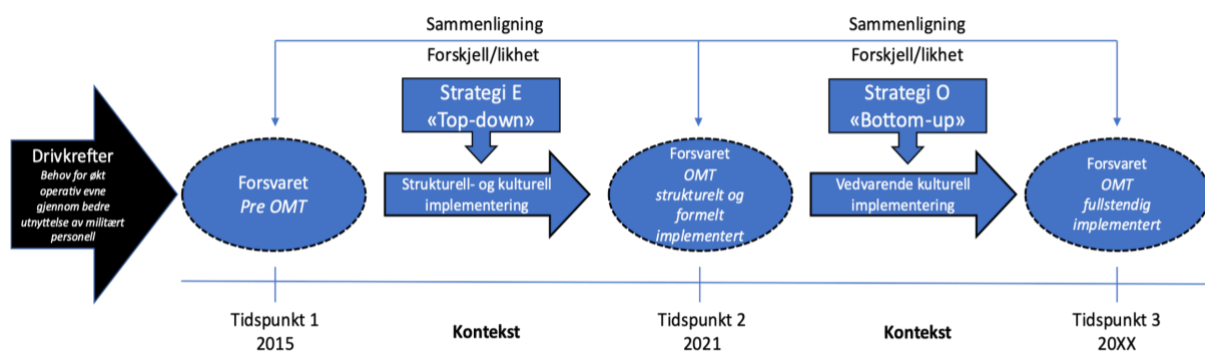 Sammenligning
Sammenligning
Forskjell/likhet
Forskjell/likhet
Strategi E
«Top-down»
Strategi O
«Bottom-up»
Drivkrefter
Behov for økt
operativ evne
gjennom bedre
utnyttelse av militært
personell
Forsvaret
Pre OMT
Strukturell- og kulturell
implementering
Forsvaret
OMT
strukturelt og
formelt
implementert
Vedvarende kulturell
implementering
Forsvaret
OMT
fullstendig
implementert
Tidspunkt 1
2015
Kontekst
Tidspunkt 2
2021
Kontekst
Tidspunkt 3
20XX